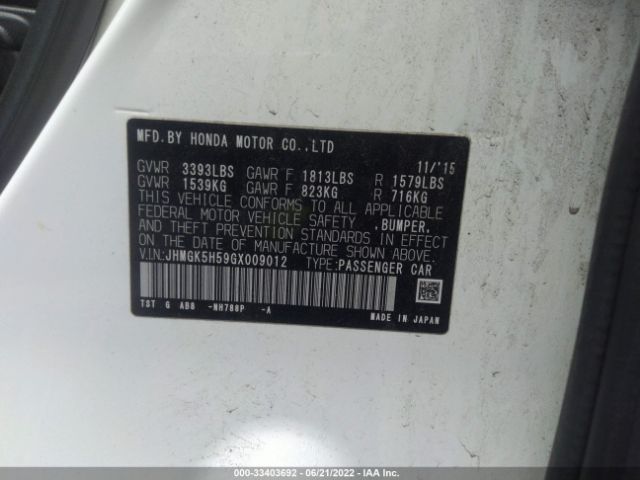 MFD.BY HONDA MOTOR CO.,LTD
11/'15
GVWR 3393LBS GAWR F 1813LBS R 1579LBS
GVWR 1539KG GAWR F 823KG R 716KG
THIS VEHICLE CONFORMS TO ALL APPLICABLE
FEDERAL MOTOR VEHICLE SAFETY ,BUMPER,
AND THEFT PREVENTION STANDARDS IN EFFECT
ON THE DATE OF MANUFACTURE SHOWN ABOVE.
V.I.N:JHMGK5H59GX009012 TYPE:PASSENGER CAR
TST G AB8 -NH788P -A
MADE IN JAPAN
000-33403692 - 06/21/2022 - IAA Inc.